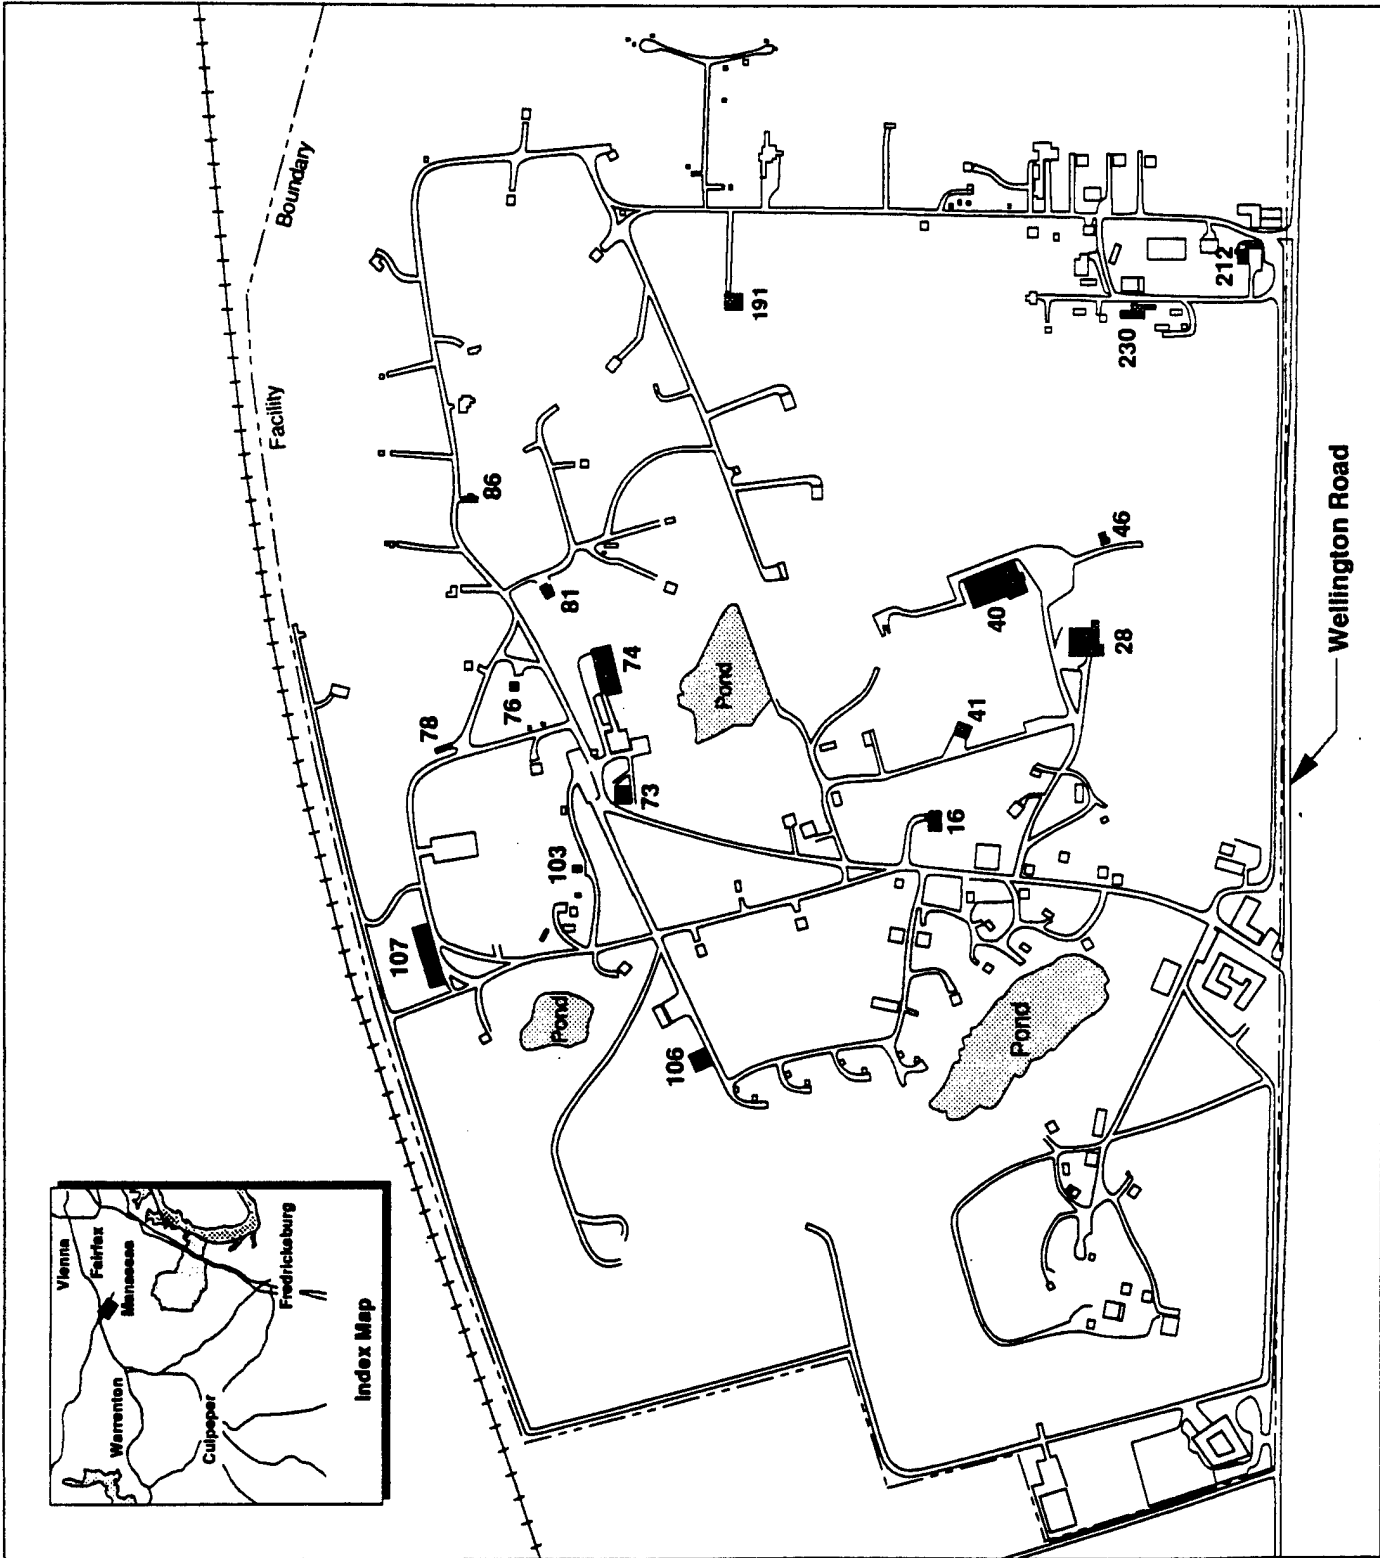 Facility
Boundary
191
212
230
86
81
74
76
78
73
103
107
106
46
40
28
41
16
Pond
Pond
Pond
Wellington Road
Vienna
Fairfax
Manassas
Warrenton
Culpeper
Fredricksburg
Index Map